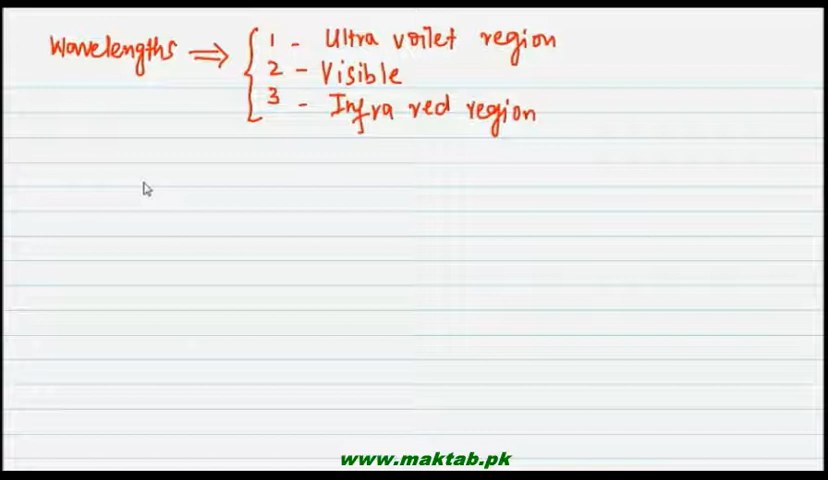 Wavelengths ⇒ { 1 - Ultra voilet region
2 - Visible
3 - Infra red region
www.maktab.pk